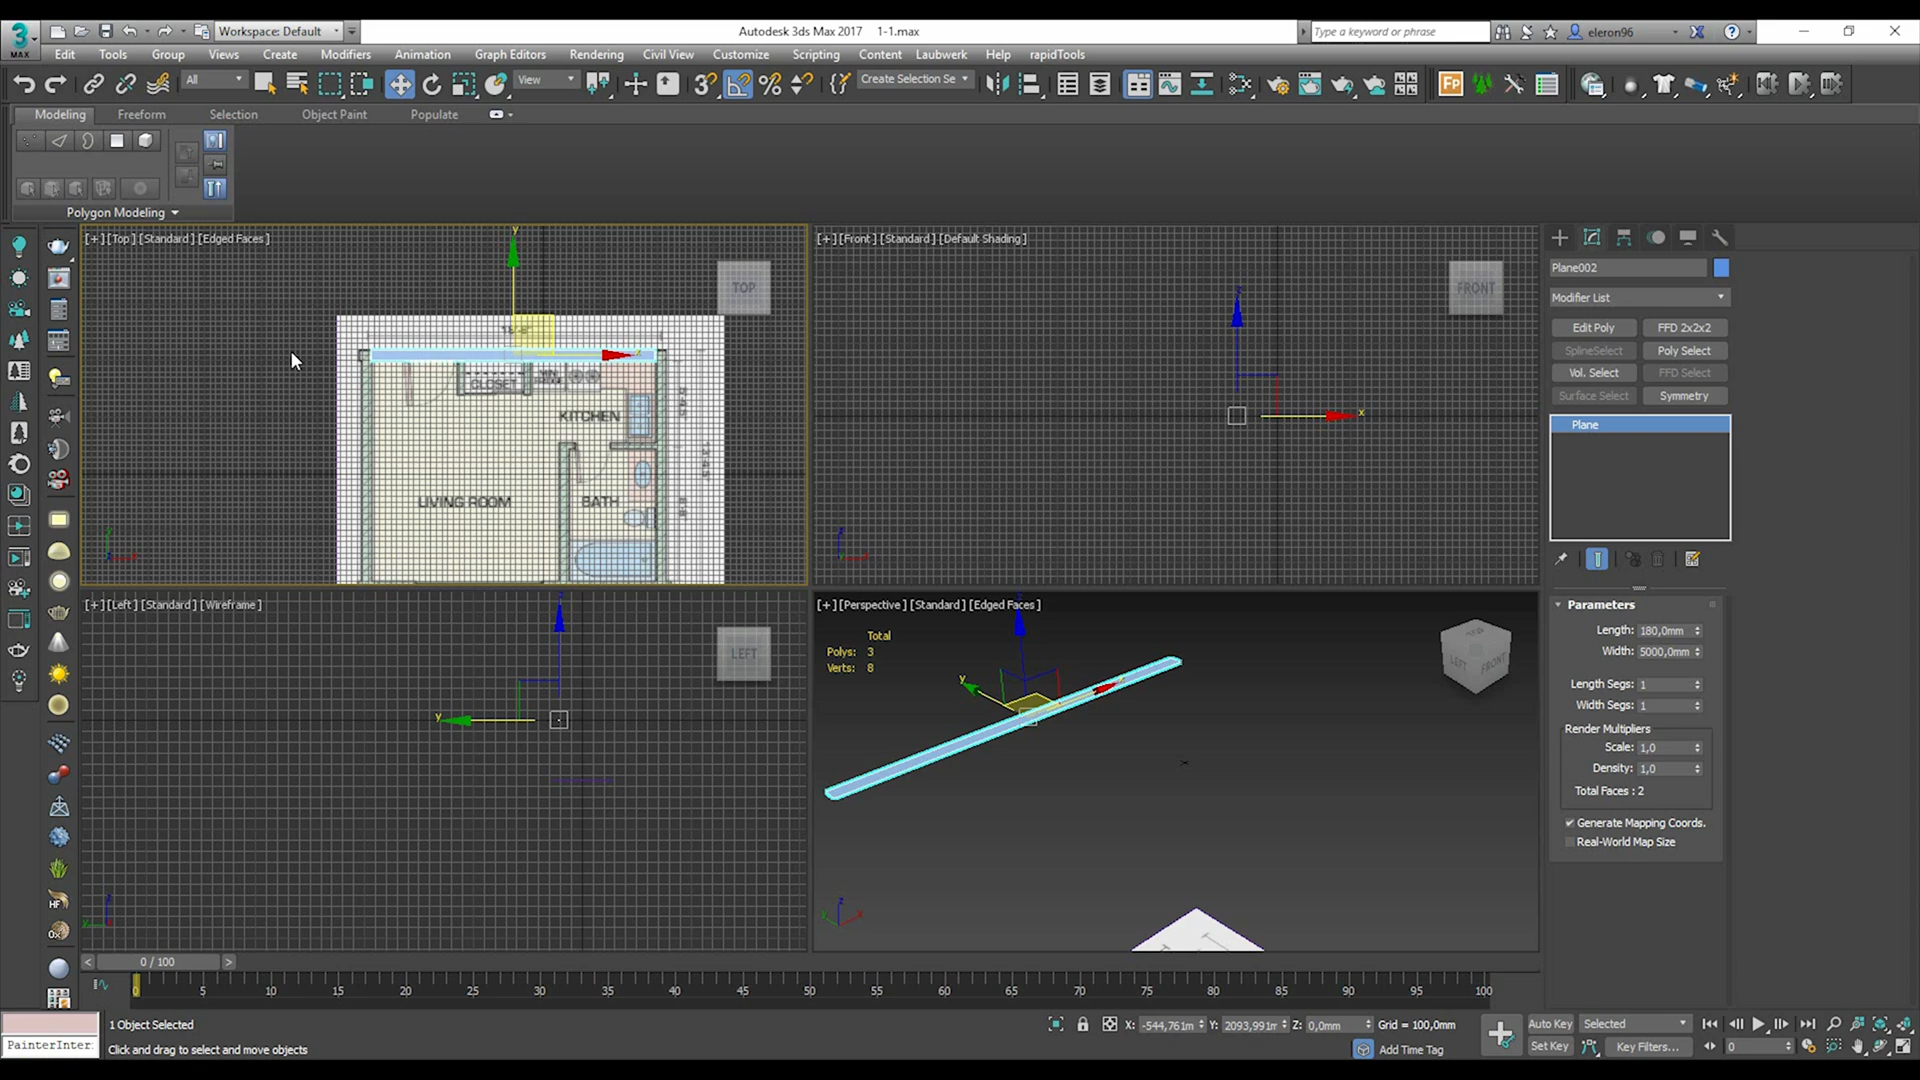 3
MAX
Workspace: Default
Autodesk 3ds Max 2017 1-1.max
Type a keyword or phrase
eleron96
Edit Tools Group Views Create Modifiers Animation Graph Editors Rendering Civil View Customize Scripting Content Laubwerk Help rapidTools
All
View
Create Selection Se
Fp
Modeling Freeform Selection Object Paint Populate
Polygon Modeling
[+] [Top] [Standard] [Edged Faces]
TOP
y
x
CLOSET
KITCHEN
LIVING ROOM
BATH
[+] [Front] [Standard] [Default Shading]
FRONT
z
x
[+] [Left] [Standard] [Wireframe]
LEFT
y
[+] [Perspective] [Standard] [Edged Faces]
Total
Polys: 3
Verts: 8
y
LEFT FRONT
Plane002
Modifier List
Edit Poly FFD 2x2x2
SplineSelect Poly Select
Vol. Select FFD Select
Surface Select Symmetry
Plane
Parameters
Length: 180,0mm
Width: 5000,0mm
Length Segs: 1
Width Segs: 1
Render Multipliers
Scale: 1,0
Density: 1,0
Total Faces : 2
Generate Mapping Coords.
Real-World Map Size
HF
Ox
< 0 / 100 >
0 5 10 15 20 25 30 35 40 45 50 55 60 65 70 75 80 85 90 95 100
1 Object Selected
X: -544,761m Y: 2093,991m Z: 0,0mm Grid = 100,0mm
Auto Key Selected
PainterInter:
Click and drag to select and move objects
Add Time Tag
Set Key Key Filters... 0